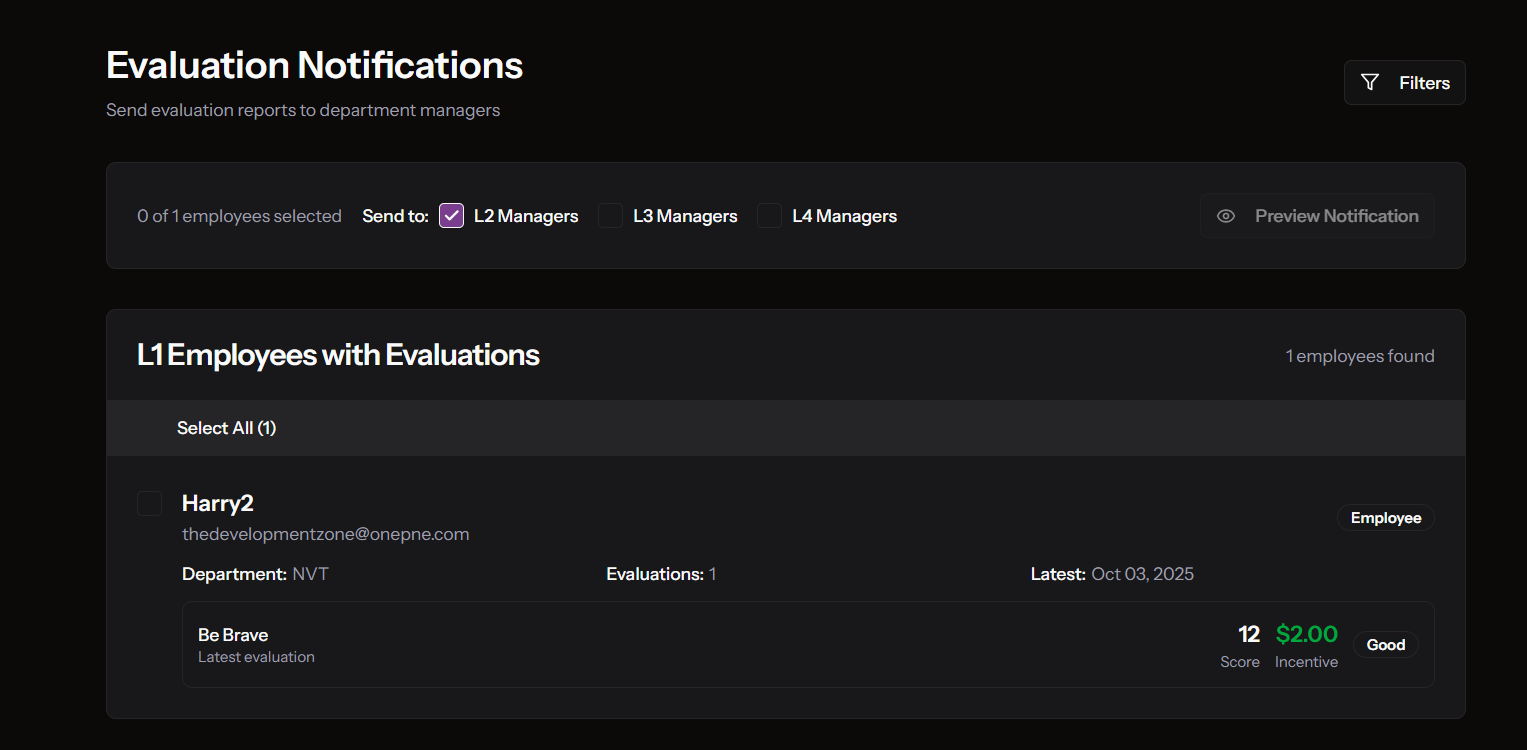 Evaluation Notifications
Send evaluation reports to department managers
Filters
0 of 1 employees selected Send to: L2 Managers L3 Managers L4 Managers Preview Notification
L1 Employees with Evaluations 1 employees found
Select All (1)
Harry2
thedevelopmentzone@onepne.com
Employee
Department: NVT Evaluations: 1 Latest: Oct 03, 2025
Be Brave 12 $2.00 Good
Latest evaluation Score Incentive